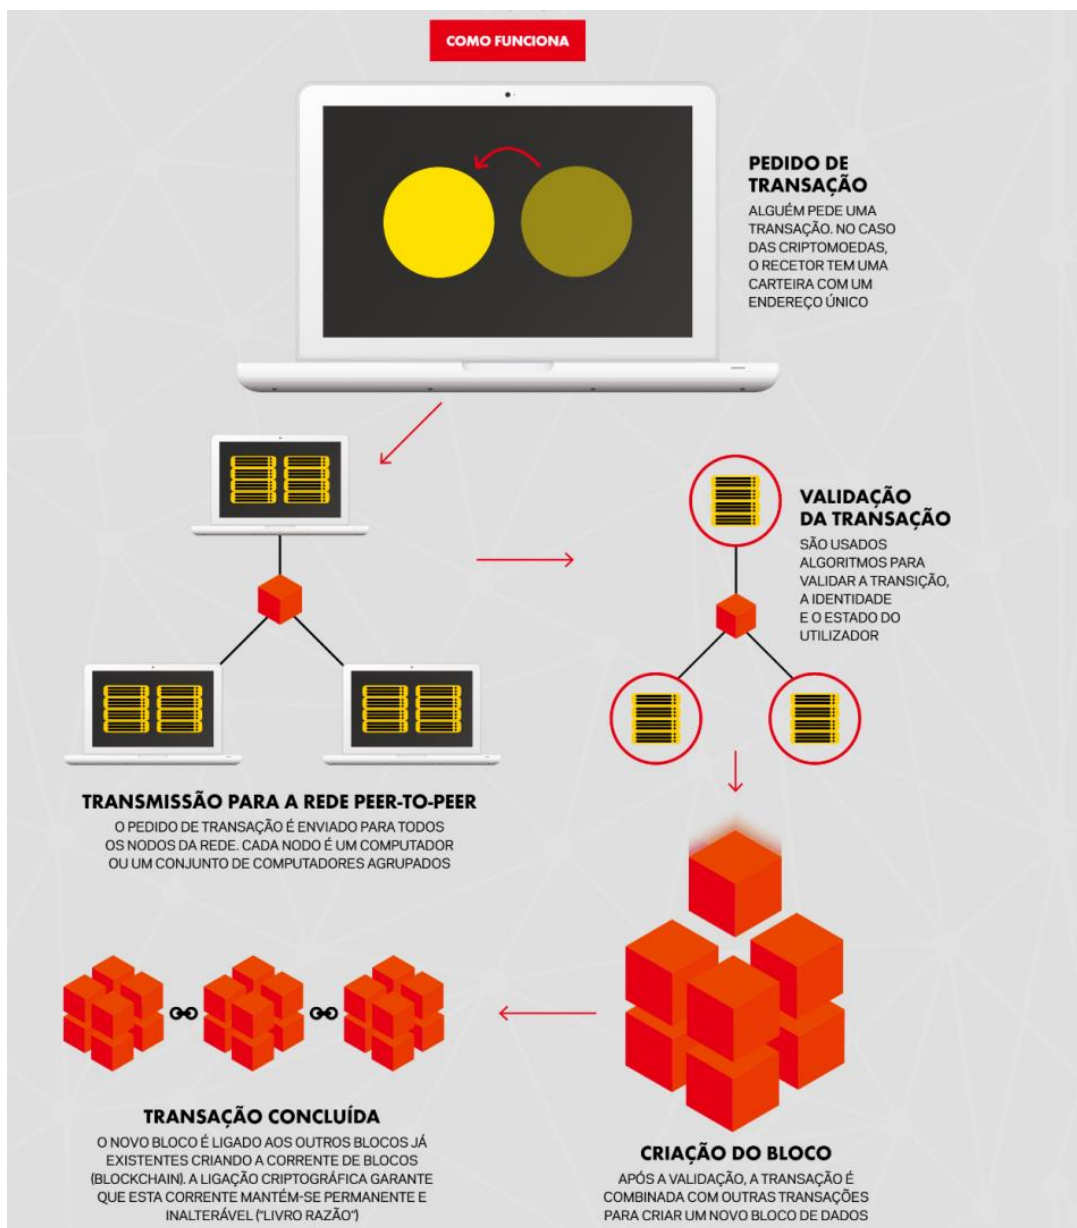 COMO FUNCIONA
PEDIDO DE
TRANSAÇÃO
ALGUÉM PEDE UMA
TRANSAÇÃO. NO CASO
DAS CRIPTOMOEDAS,
O RECETOR TEM UMA
CARTEIRA COM UM
ENDEREÇO ÚNICO
TRANSMISSÃO PARA A REDE PEER-TO-PEER
O PEDIDO DE TRANSAÇÃO É ENVIADO PARA TODOS
OS NODOS DA REDE. CADA NODO É UM COMPUTADOR
OU UM CONJUNTO DE COMPUTADORES AGRUPADOS
VALIDAÇÃO
DA TRANSAÇÃO
SÃO USADOS
ALGORITMOS PARA
VALIDAR A TRANSIÇÃO,
A IDENTIDADE
E O ESTADO DO
UTILIZADOR
CRIAÇÃO DO BLOCO
APÓS A VALIDAÇÃO, A TRANSAÇÃO É
COMBINADA COM OUTRAS TRANSAÇÕES
PARA CRIAR UM NOVO BLOCO DE DADOS
TRANSAÇÃO CONCLUÍDA
O NOVO BLOCO É LIGADO AOS OUTROS BLOCOS JÁ
EXISTENTES CRIANDO A CORRENTE DE BLOCOS
(BLOCKCHAIN). A LIGAÇÃO CRIPTOGRÁFICA GARANTE
QUE ESTA CORRENTE MANTÉM-SE PERMANENTE E
INALTERÁVEL ("LIVRO RAZÃO")